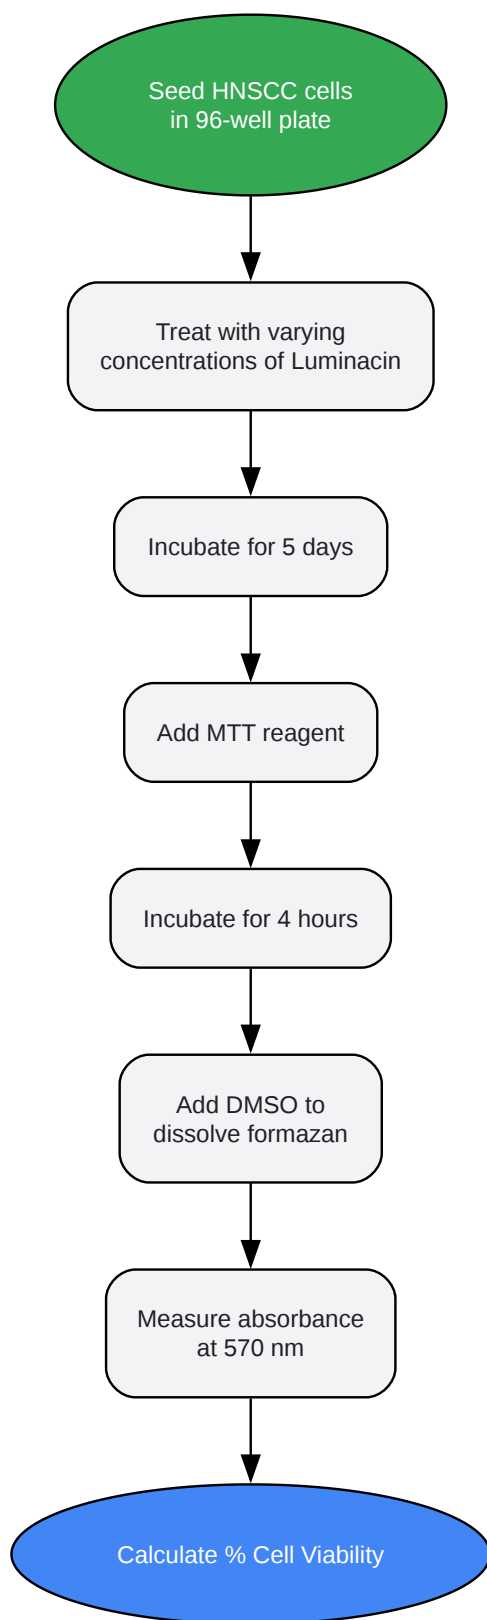 Seed HNSCC cells
in 96-well plate
Treat with varying
concentrations of Luminacin
Incubate for 5 days
Add MTT reagent
Incubate for 4 hours
Add DMSO to
dissolve formazan
Measure absorbance
at 570 nm
Calculate % Cell Viability